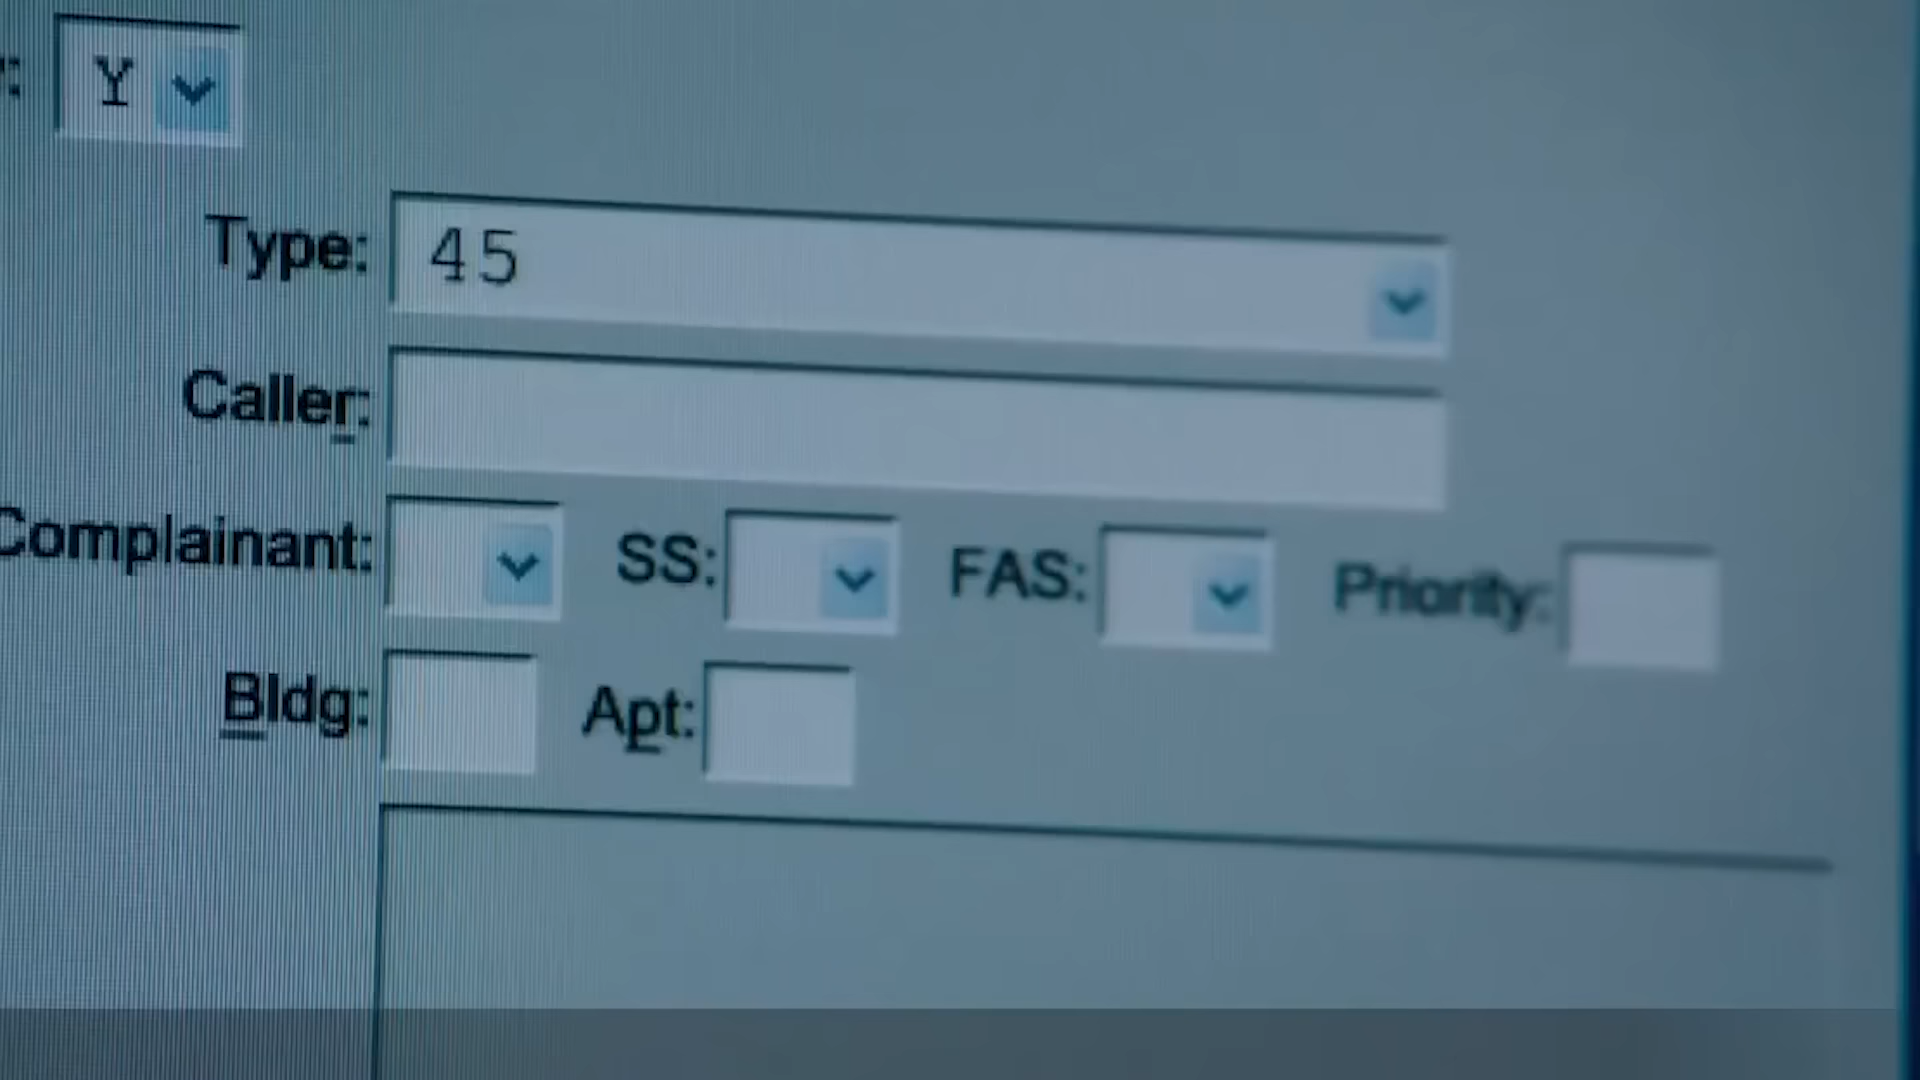 : Y
Type: 45
Caller:
Complainant:
SS:
FAS:
Priority:
Bldg:
Apt: